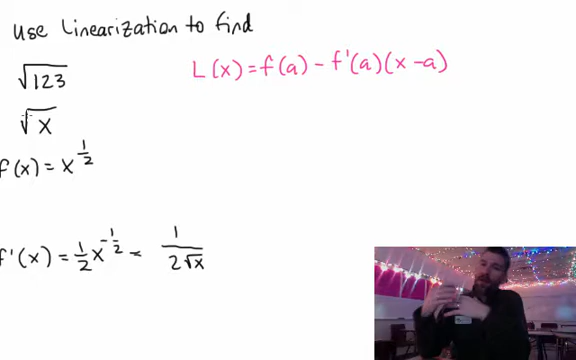 use Linearization to find
√123
L(x) = f(a) - f'(a)(x-a)
√x
f(x) = x^1/2
f'(x) = 1/2 x^-1/2 = 1/2√x